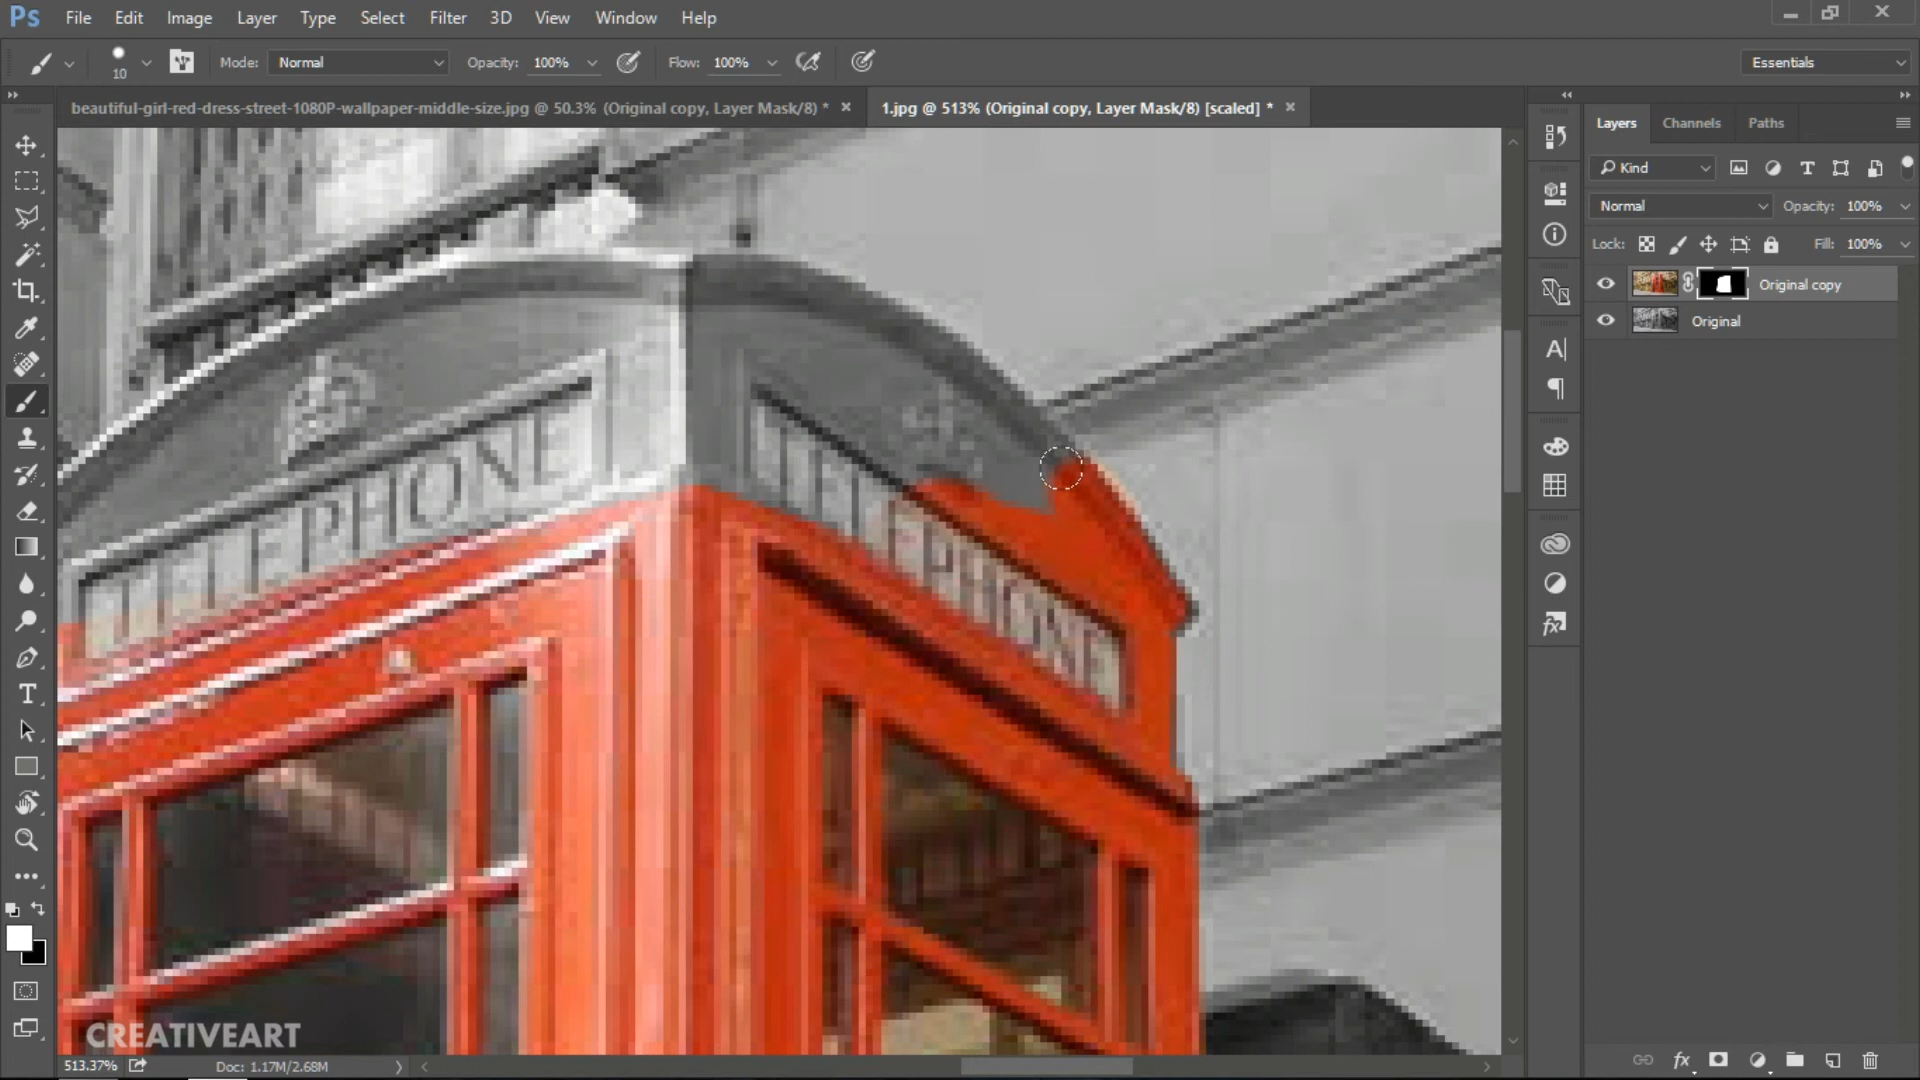 Ps File Edit Image Layer Type Select Filter 3D View Window Help
10 Mode: Normal Opacity: 100% Flow: 100% Essentials
beautiful-girl-red-dress-street-1080P-wallpaper-middle-size.jpg @ 50.3% (Original copy, Layer Mask/8) * 1.jpg @ 513% (Original copy, Layer Mask/8) [scaled] *
Layers Channels Paths
Kind
Normal Opacity: 100%
Lock: Fill: 100%
Original copy
Original
TELEPHONE
TELEPHONE
CREATIVEART
513.37% Doc: 1.17M/2.68M